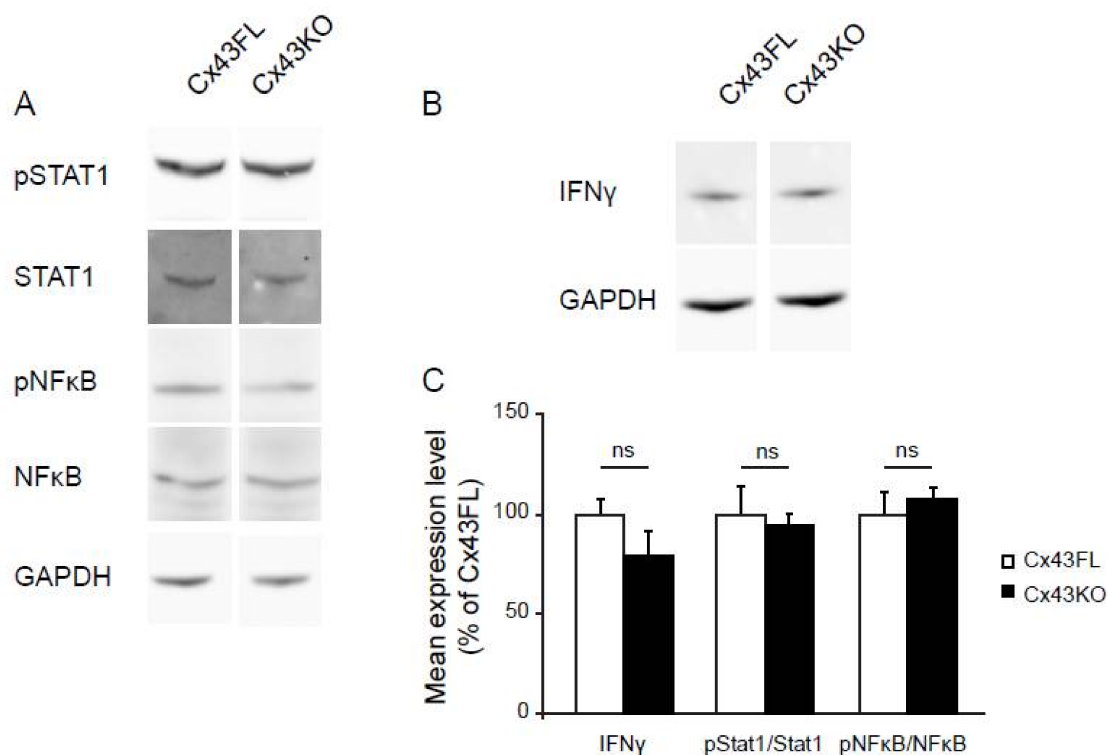 A
Cx43FL
Cx43KO
pSTAT1
STAT1
pNFκB
NFκB
GAPDH
B
Cx43FL
Cx43KO
IFNγ
GAPDH
C
Mean expression level
(% of Cx43FL)
150
100
50
0
ns
ns
ns
IFNγ
pStat1/Stat1
pNFκB/NFκB
Cx43FL
Cx43KO